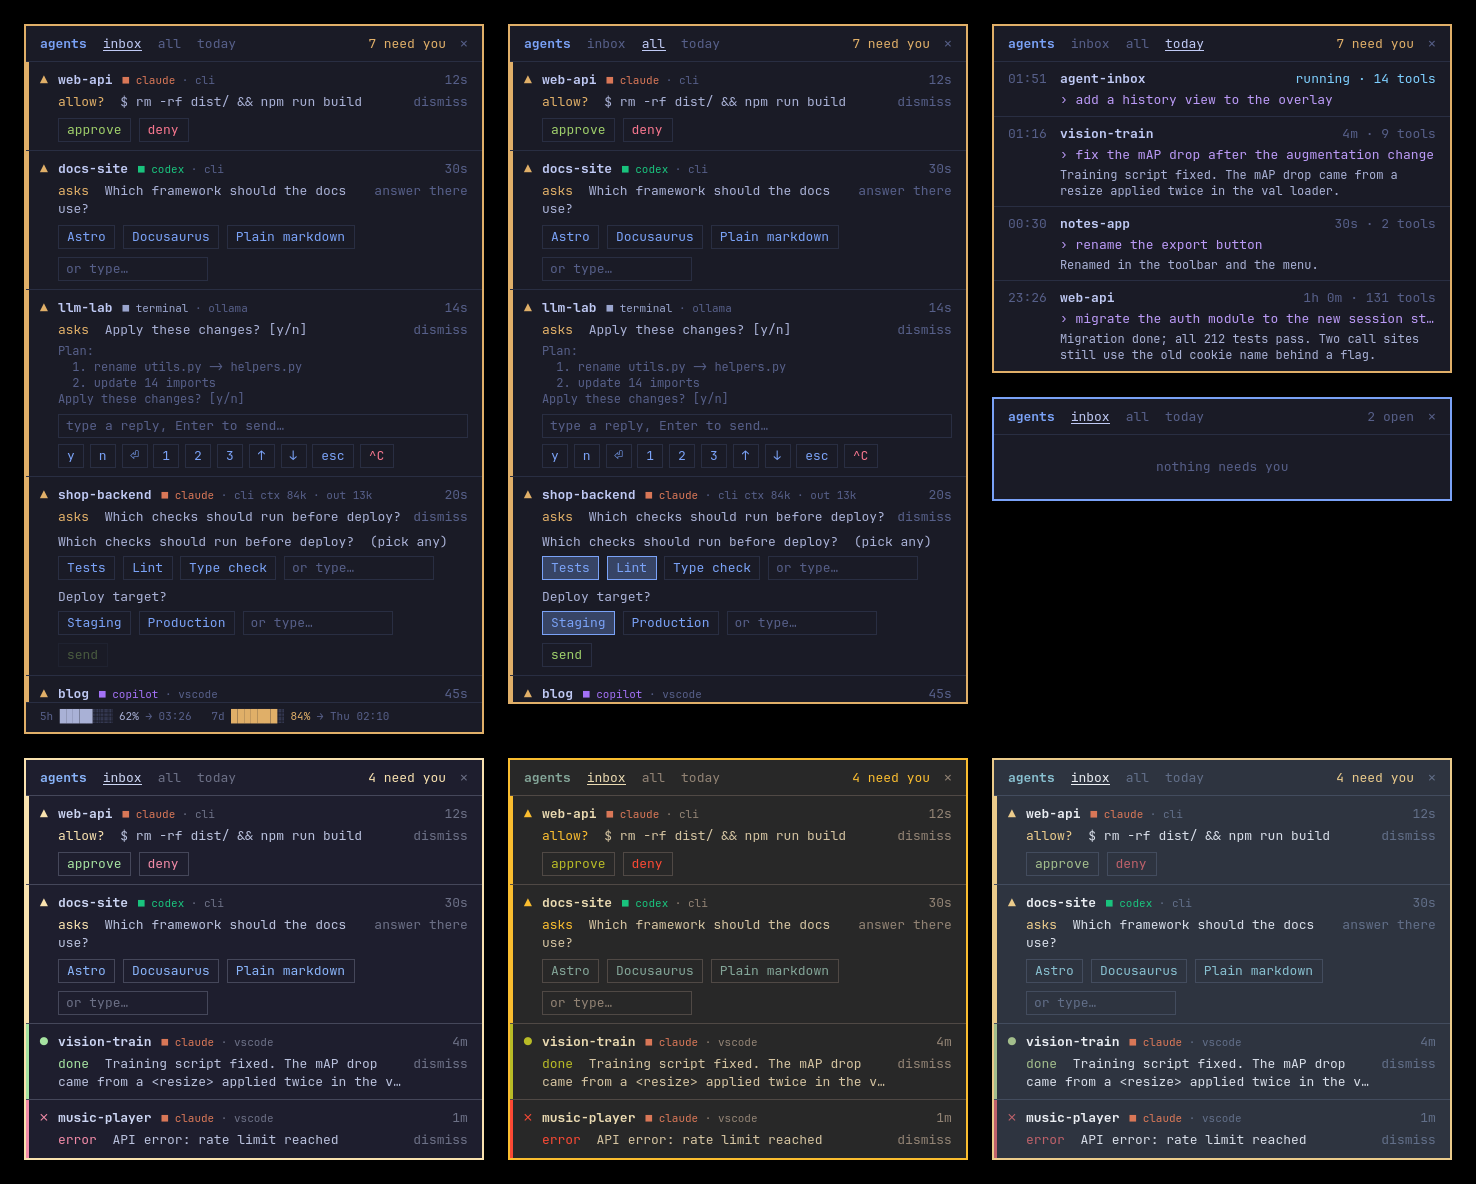 agents inbox all today 7 need you ×
▲ web-api ■ claude · cli 12s
allow? $ rm -rf dist/ && npm run build dismiss
approve deny
▲ docs-site ■ codex · cli 30s
asks Which framework should the docs answer there
use?
Astro Docusaurus Plain markdown
or type…
▲ llm-lab ■ terminal · ollama 14s
asks Apply these changes? [y/n] dismiss
Plan:
1. rename utils.py → helpers.py
2. update 14 imports
Apply these changes? [y/n]
type a reply, Enter to send…
y n ⏎ 1 2 3 ↑ ↓ esc ^C
▲ shop-backend ■ claude · cli ctx 84k · out 13k 20s
asks Which checks should run before deploy? dismiss
Which checks should run before deploy? (pick any)
Tests Lint Type check or type…
Deploy target?
Staging Production or type…
send
▲ blog ■ copilot · vscode 45s
5h 62% → 03:26 7d 84% → Thu 02:10
agents inbox all today 7 need you ×
▲ web-api ■ claude · cli 12s
allow? $ rm -rf dist/ && npm run build dismiss
approve deny
▲ docs-site ■ codex · cli 30s
asks Which framework should the docs answer there
use?
Astro Docusaurus Plain markdown
or type…
▲ llm-lab ■ terminal · ollama 14s
asks Apply these changes? [y/n] dismiss
Plan:
1. rename utils.py → helpers.py
2. update 14 imports
Apply these changes? [y/n]
type a reply, Enter to send…
y n ⏎ 1 2 3 ↑ ↓ esc ^C
▲ shop-backend ■ claude · cli ctx 84k · out 13k 20s
asks Which checks should run before deploy? dismiss
Which checks should run before deploy? (pick any)
Tests Lint Type check or type…
Deploy target?
Staging Production or type…
send
▲ blog ■ copilot · vscode 45s
agents inbox all today 7 need you ×
01:51 agent-inbox running · 14 tools
› add a history view to the overlay
01:16 vision-train 4m · 9 tools
› fix the mAP drop after the augmentation change
Training script fixed. The mAP drop came from a
resize applied twice in the val loader.
00:30 notes-app 30s · 2 tools
› rename the export button
Renamed in the toolbar and the menu.
23:26 web-api 1h 0m · 131 tools
› migrate the auth module to the new session st…
Migration done; all 212 tests pass. Two call sites
still use the old cookie name behind a flag.
agents inbox all today 2 open ×
nothing needs you
agents inbox all today 4 need you ×
▲ web-api ■ claude · cli 12s
allow? $ rm -rf dist/ && npm run build dismiss
approve deny
▲ docs-site ■ codex · cli 30s
asks Which framework should the docs answer there
use?
Astro Docusaurus Plain markdown
or type…
● vision-train ■ claude · vscode 4m
done Training script fixed. The mAP drop dismiss
came from a <resize> applied twice in the v…
× music-player ■ claude · vscode 1m
error API error: rate limit reached dismiss
agents inbox all today 4 need you ×
▲ web-api ■ claude · cli 12s
allow? $ rm -rf dist/ && npm run build dismiss
approve deny
▲ docs-site ■ codex · cli 30s
asks Which framework should the docs answer there
use?
Astro Docusaurus Plain markdown
or type…
● vision-train ■ claude · vscode 4m
done Training script fixed. The mAP drop dismiss
came from a <resize> applied twice in the v…
× music-player ■ claude · vscode 1m
error API error: rate limit reached dismiss
agents inbox all today 4 need you ×
▲ web-api ■ claude · cli 12s
allow? $ rm -rf dist/ && npm run build dismiss
approve deny
▲ docs-site ■ codex · cli 30s
asks Which framework should the docs answer there
use?
Astro Docusaurus Plain markdown
or type…
● vision-train ■ claude · vscode 4m
done Training script fixed. The mAP drop dismiss
came from a <resize> applied twice in the v…
× music-player ■ claude · vscode 1m
error API error: rate limit reached dismiss